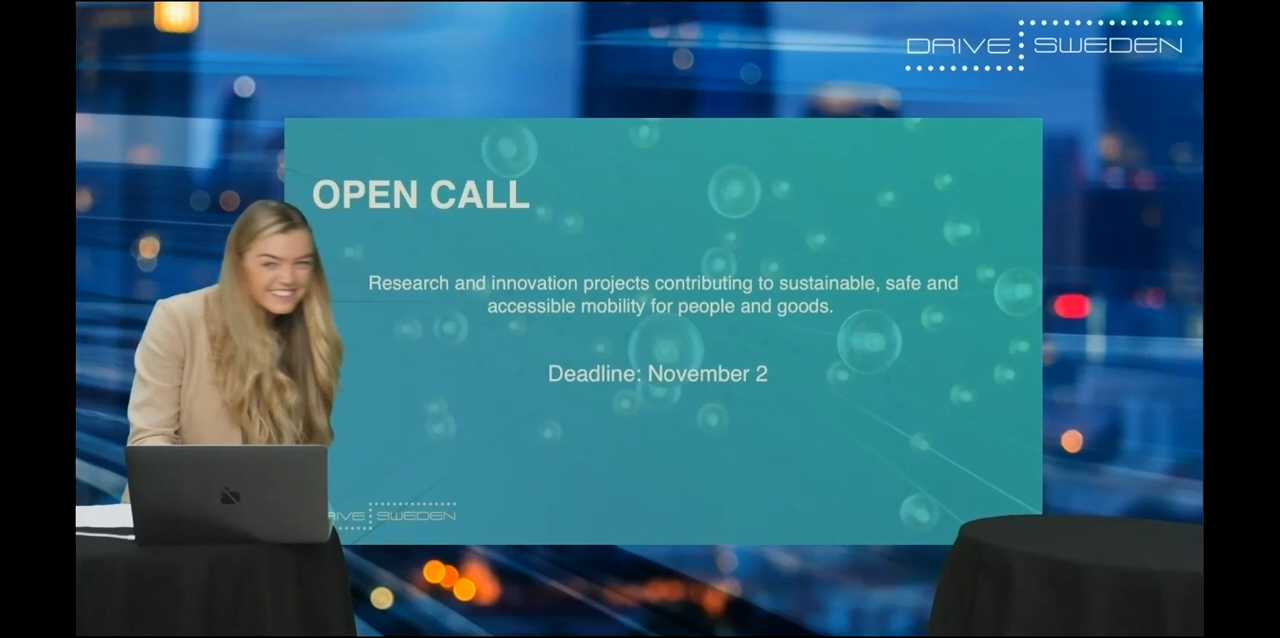 DRIVE SWEDEN
OPEN CALL
Research and innovation projects contributing to sustainable, safe and
accessible mobility for people and goods.
Deadline: November 2
RIVE SWEDEN